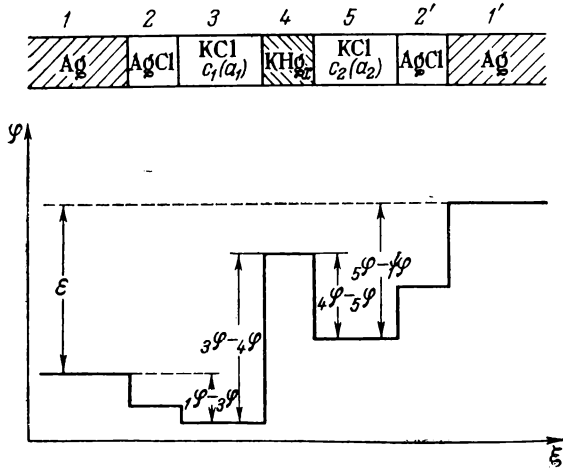 1 2 3 4 5 2' 1'
Ag AgCl KCl c₁(a₁) KHgₓ KCl c₂(a₂) AgCl Ag
φ
ε
₁φ–₃φ
₃φ–₄φ
₄φ–₅φ
₅φ–₁'φ
ξ